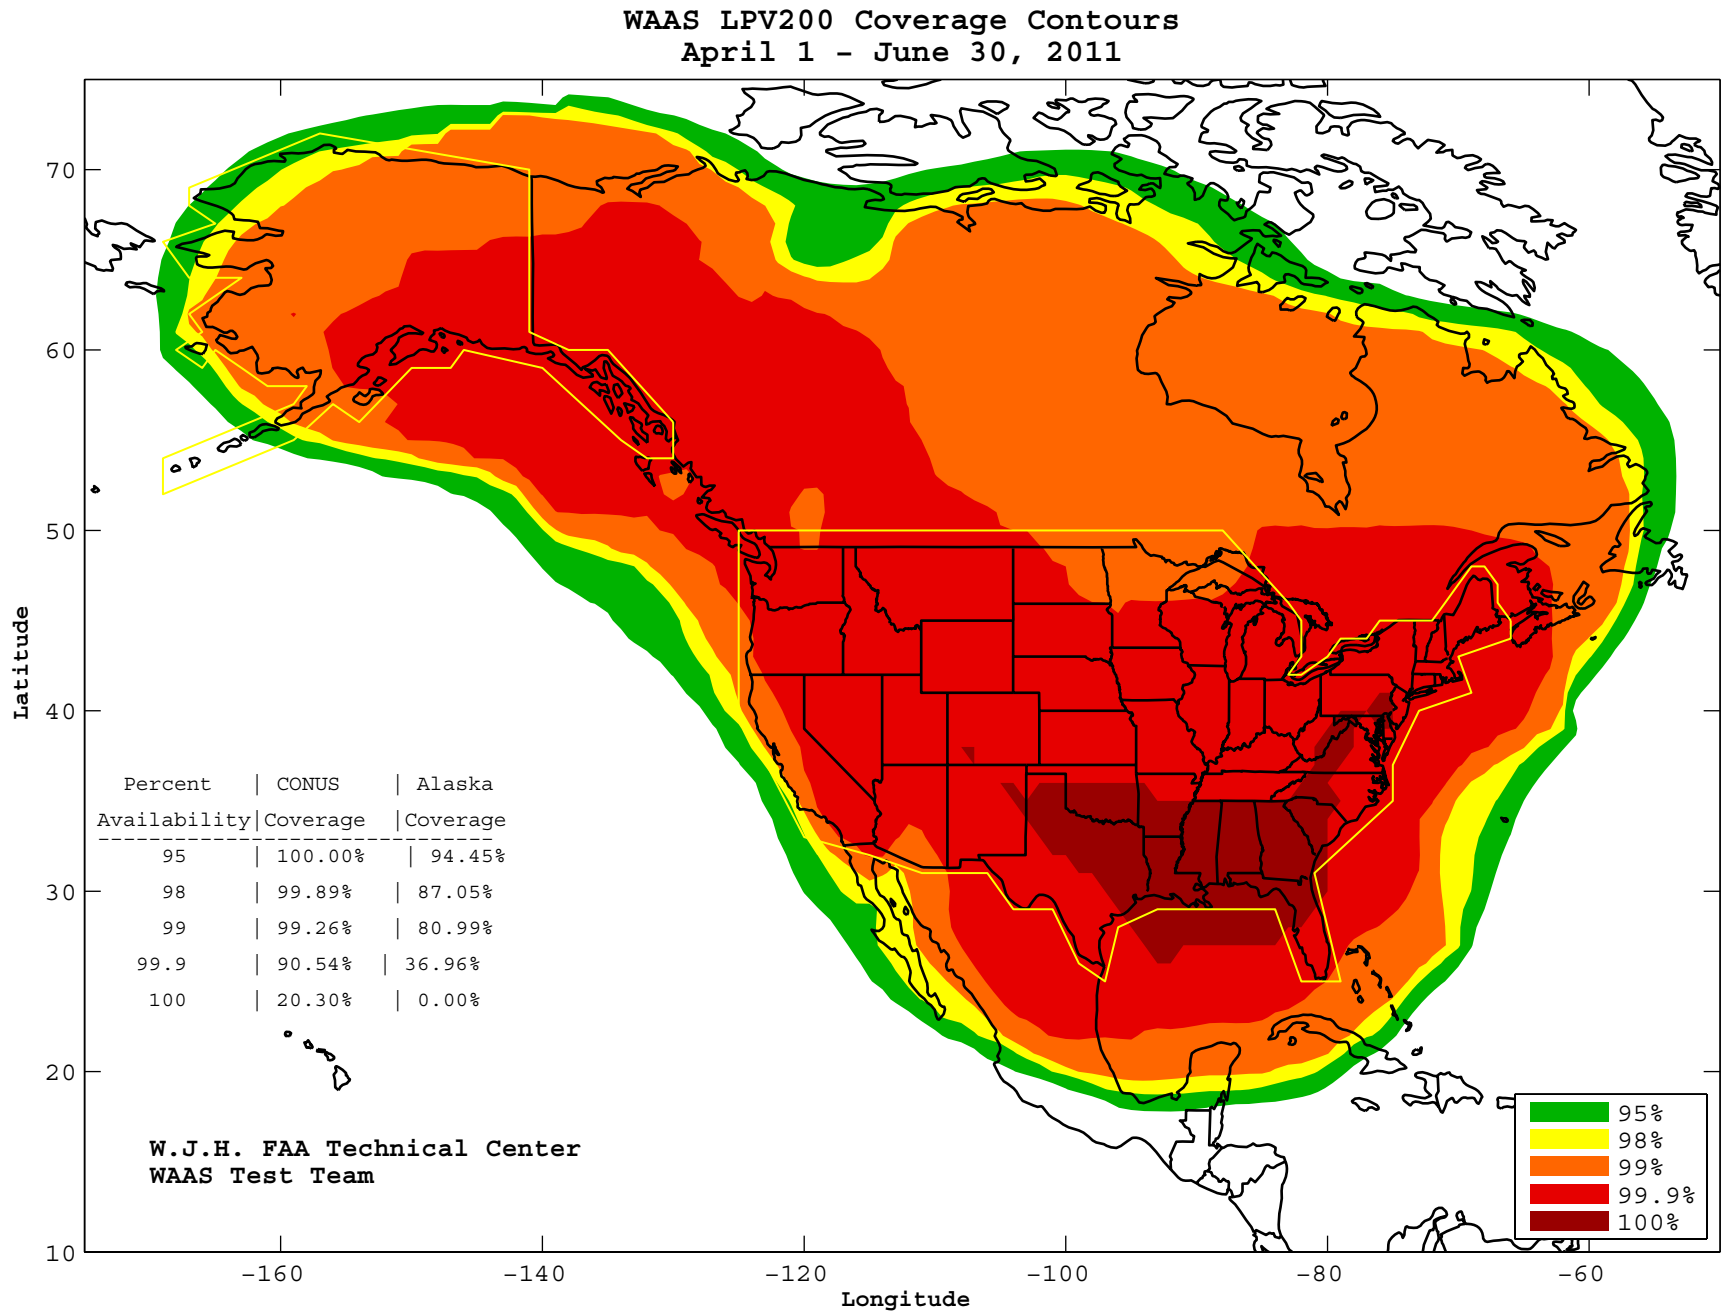 WAAS LPV200 Coverage Contours
April 1 - June 30, 2011
Latitude
70
60
50
40
30
20
10
Percent | CONUS | Alaska
Availability|Coverage |Coverage
--------------------------------
95 | 100.00% | 94.45%
98 | 99.89% | 87.05%
99 | 99.26% | 80.99%
99.9 | 90.54% | 36.96%
100 | 20.30% | 0.00%
W.J.H. FAA Technical Center
WAAS Test Team
95%
98%
99%
99.9%
100%
-160 -140 -120 -100 -80 -60
Longitude